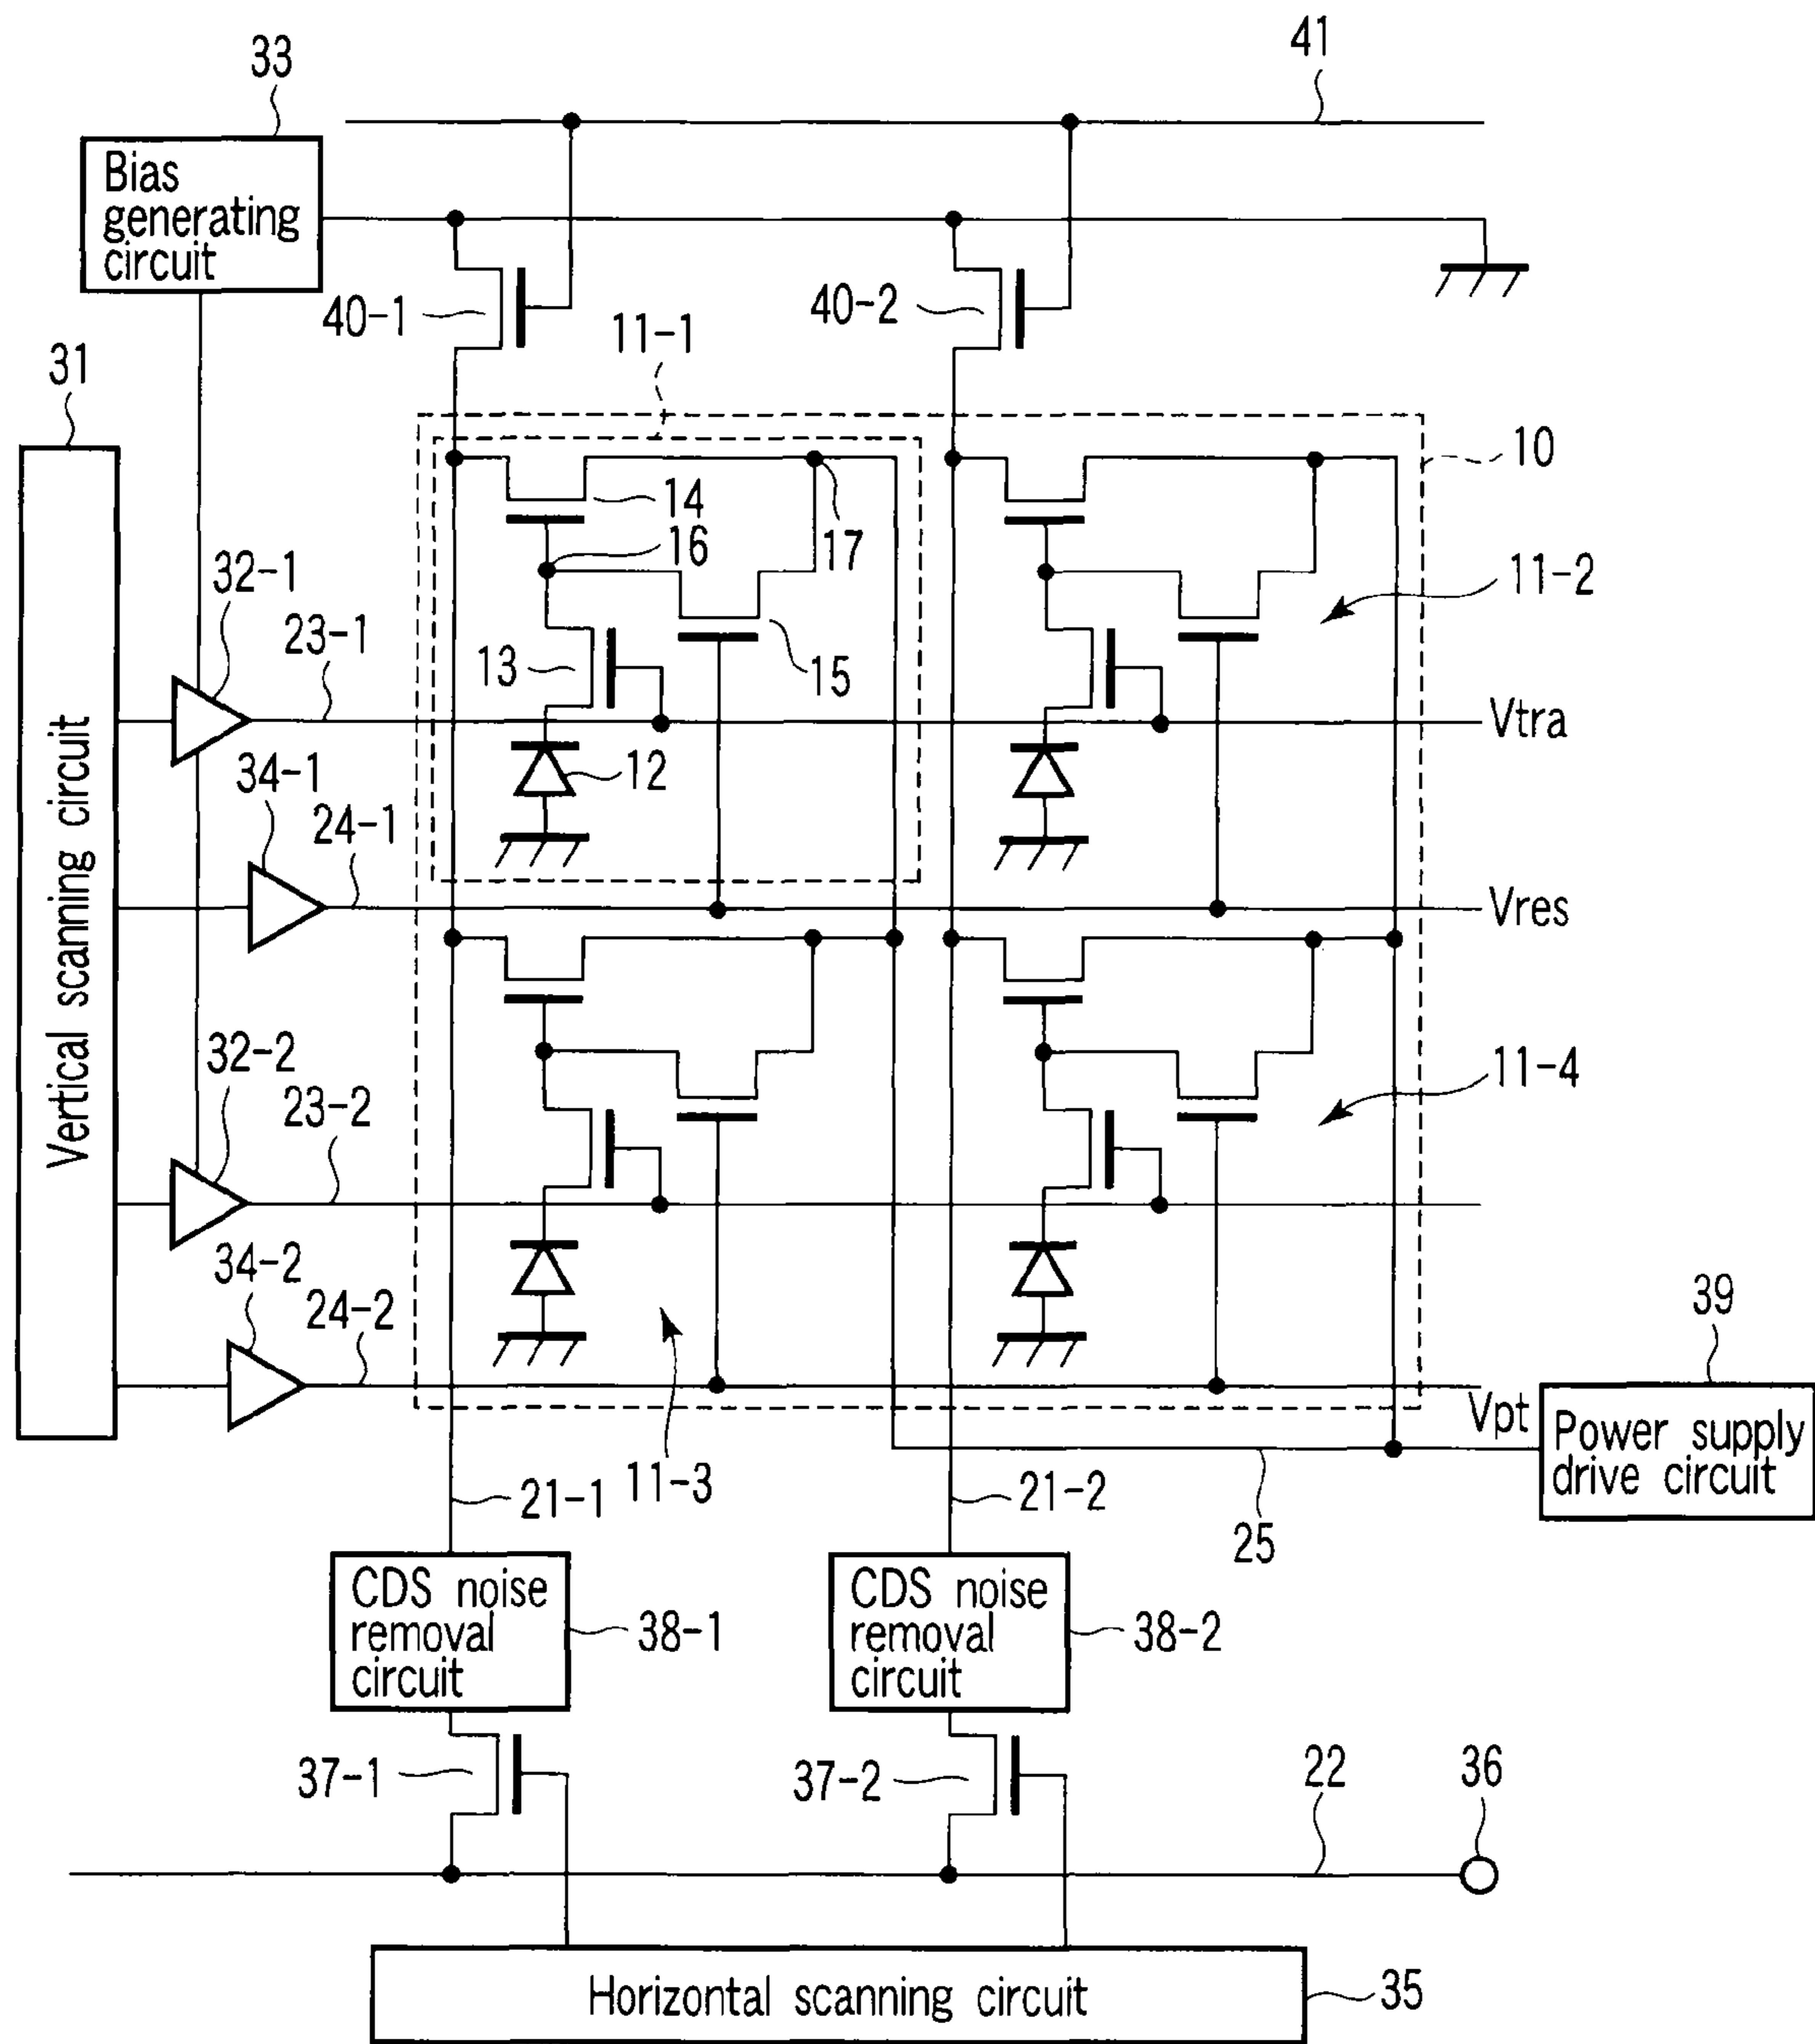 41
33
Bias
generating
circuit
40-1
40-2
11-1
31
10
14
16
17
32-1
11-2
23-1
13
15
Vtra
12
34-1
24-1
Vertical scanning circuit
Vres
32-2
11-4
23-2
34-2
24-2
39
Vpt
Power supply
drive circuit
11-3
21-1
21-2
25
CDS noise
removal
circuit
38-1
CDS noise
removal
circuit
38-2
37-1
37-2
22
36
Horizontal scanning circuit
35